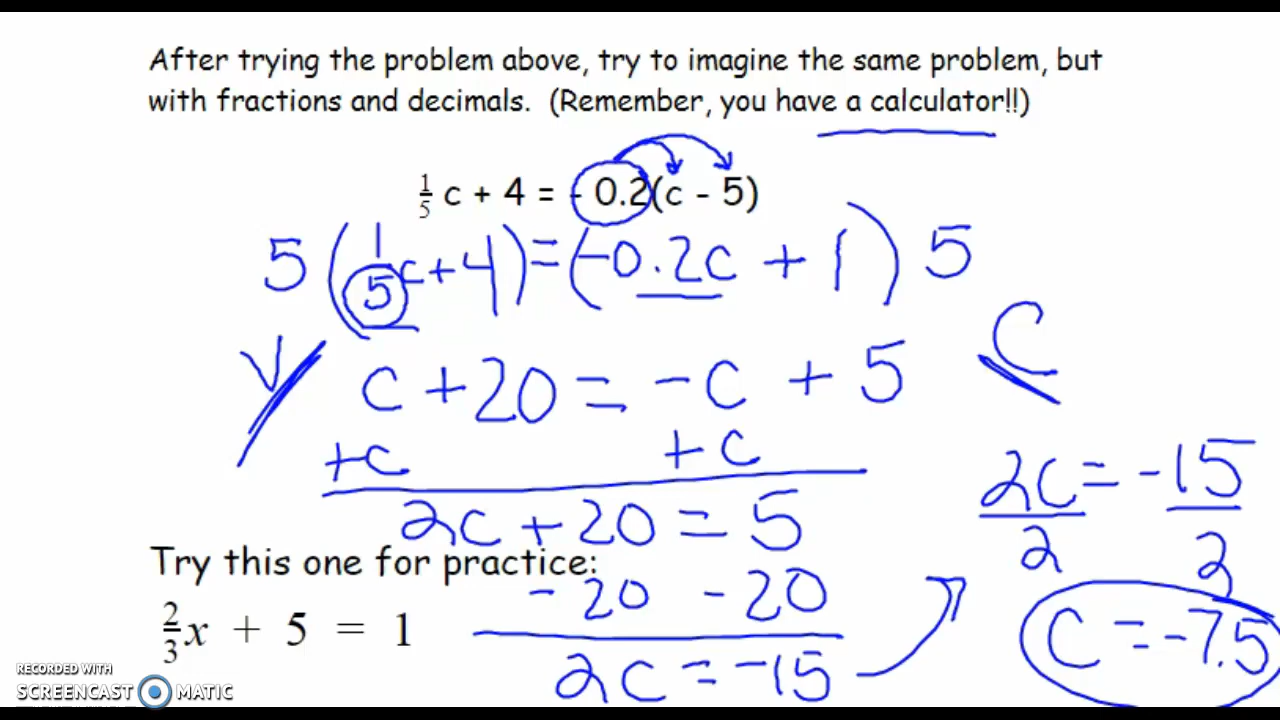 After trying the problem above, try to imagine the same problem, but
with fractions and decimals. (Remember, you have a calculator!!)
1/5 c + 4 = - 0.2(c - 5)
5 (1/5 c + 4) = (-0.2c + 1) 5
c + 20 = -c + 5
+c +c
2c + 20 = 5
- 20 - 20
2c = -15
C
2c = -15
2 2
c = -7.5
Try this one for practice:
2/3 x + 5 = 1
RECORDED WITH
SCREENCAST MATIC